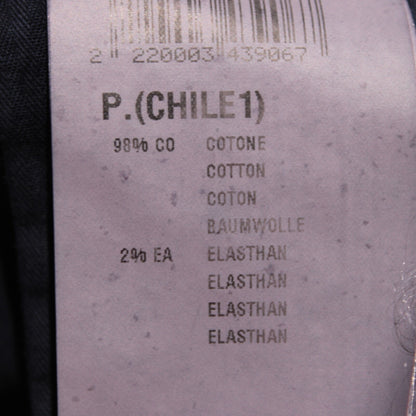 2 220003 439067
P.(CHILE1)
98% CO COTONE
COTTON
COTON
BAUMWOLLE
2% EA ELASTHAN
ELASTHAN
ELASTHAN
ELASTHAN